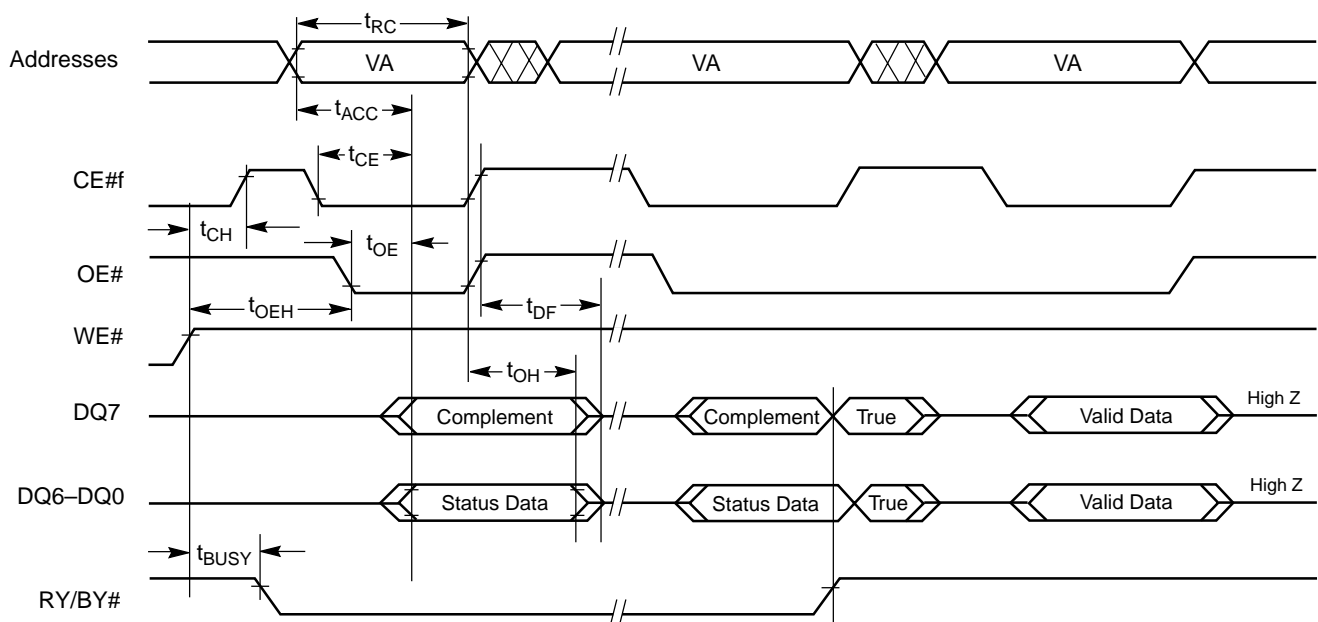 tRC
Addresses VA VA VA
tACC
tCE
CE#f
tCH
tOE
OE#
tOEH
tDF
WE#
tOH
DQ7 Complement Complement True Valid Data High Z
DQ6–DQ0 Status Data Status Data True Valid Data High Z
tBUSY
RY/BY#